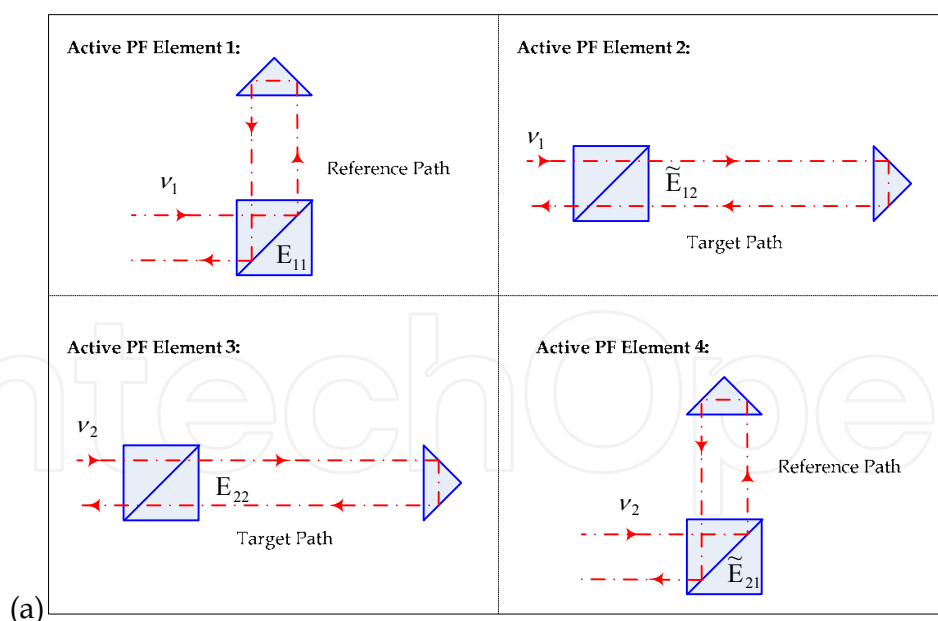 Active PF Element 1:
ν₁
Reference Path
E₁₁
Active PF Element 2:
ν₁
Ẽ₁₂
Target Path
Active PF Element 3:
ν₂
E₂₂
Target Path
Active PF Element 4:
Reference Path
ν₂
Ẽ₂₁
(a)
ntechOpe